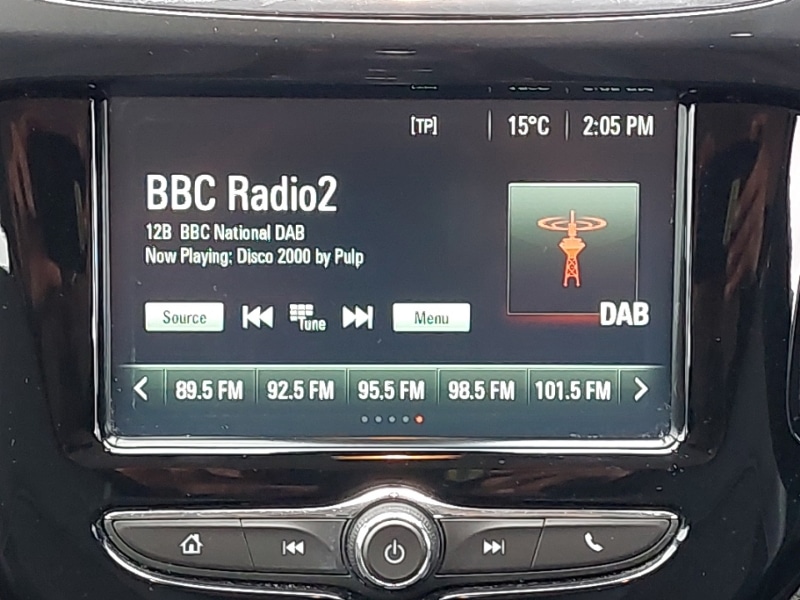 [TP] 15°C 2:05 PM
BBC Radio2
12B BBC National DAB
Now Playing: Disco 2000 by Pulp
DAB
Source Tune Menu
89.5 FM 92.5 FM 95.5 FM 98.5 FM 101.5 FM